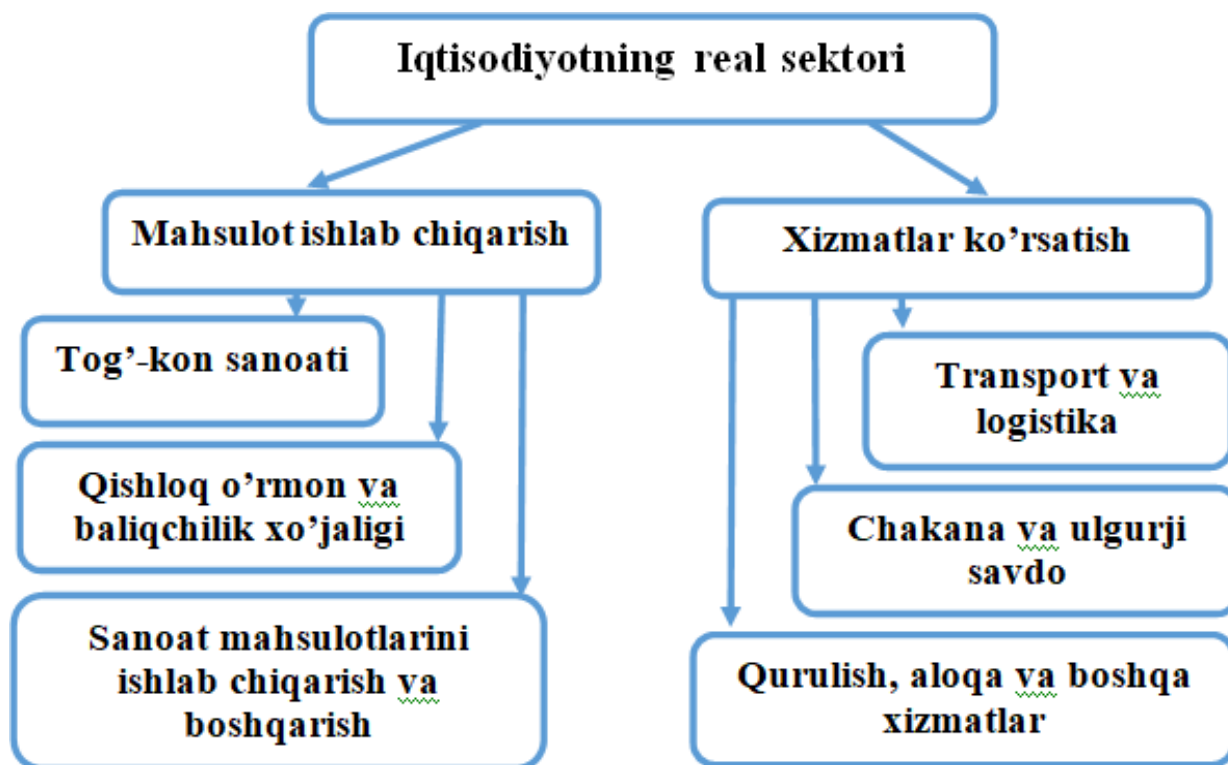 Iqtisodiyotning real sektori
Mahsulot ishlab chiqarish
Xizmatlar ko’rsatish
Tog’-kon sanoati
Transport va
logistika
Qishloq o’rmon va
baliqchilik xo’jaligi
Chakana va ulgurji
savdo
Sanoat mahsulotlarini
ishlab chiqarish va
boshqarish
Qurulish, aloqa va boshqa
xizmatlar